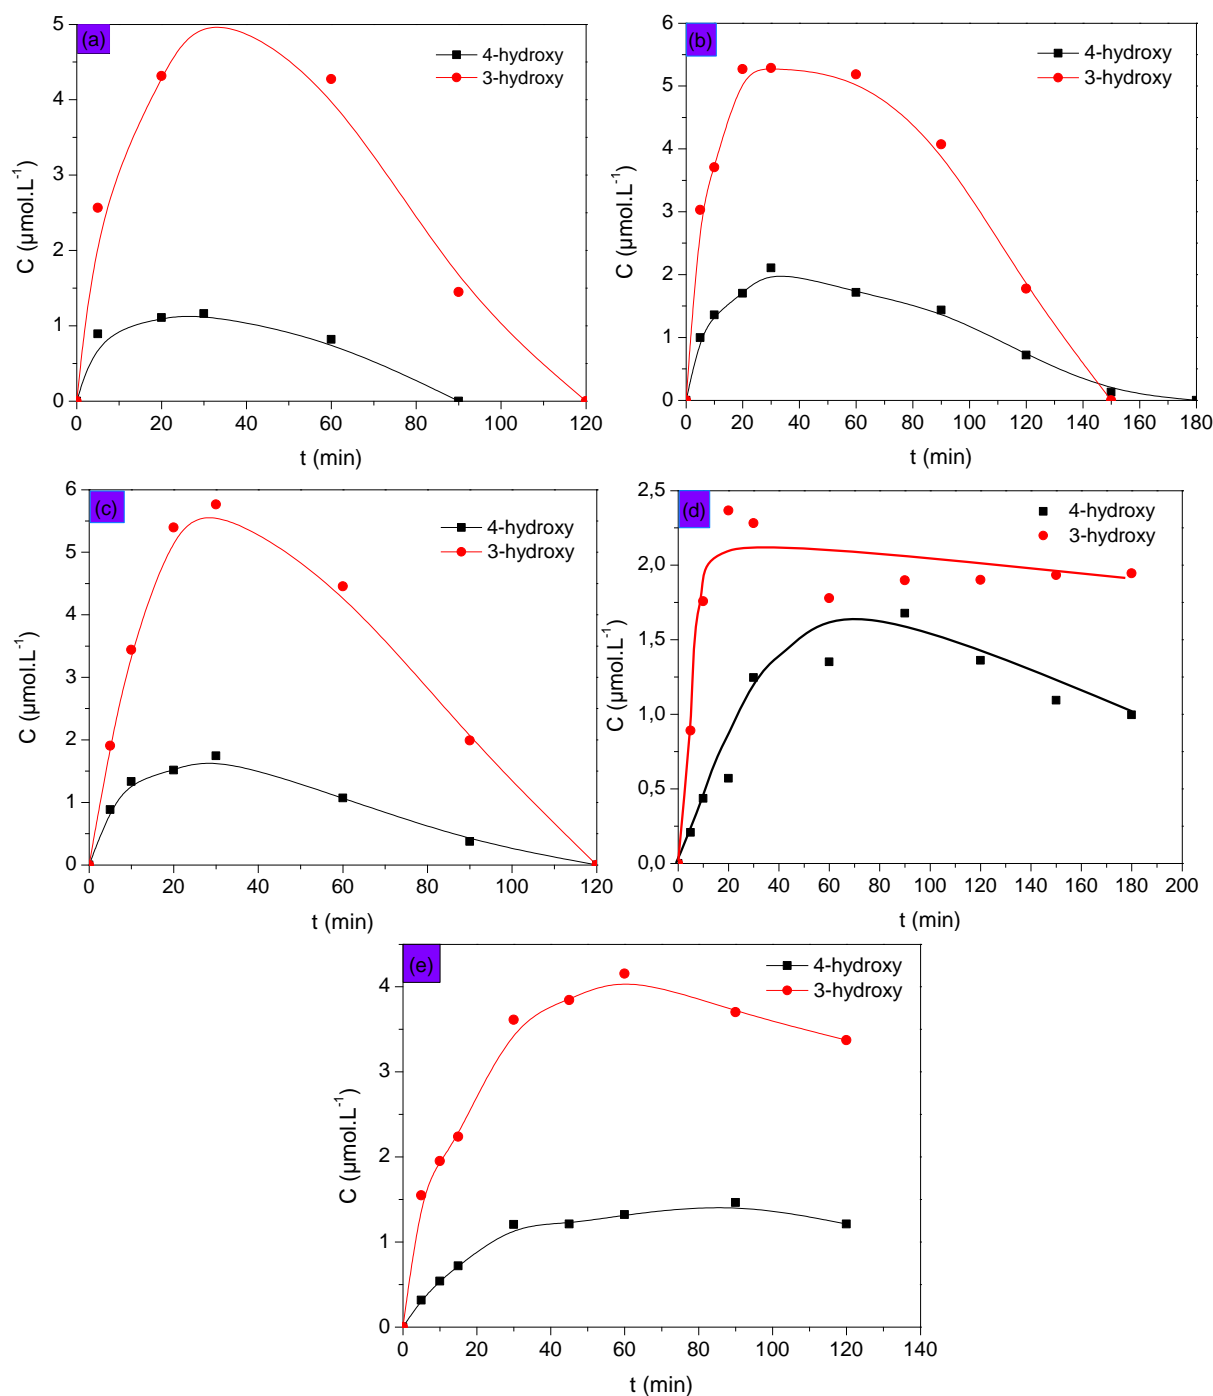 (a)
4-hydroxy
3-hydroxy
C (µmol.L-1)
5
4
3
2
1
0
0 20 40 60 80 100 120
t (min)
(b)
4-hydroxy
3-hydroxy
C (µmol.L-1)
6
5
4
3
2
1
0
0 20 40 60 80 100 120 140 160 180
t (min)
(c)
4-hydroxy
3-hydroxy
C (µmol.L-1)
6
5
4
3
2
1
0
0 20 40 60 80 100 120
t (min)
(d)
4-hydroxy
3-hydroxy
C (µmol.L-1)
2,5
2,0
1,5
1,0
0,5
0,0
0 20 40 60 80 100 120 140 160 180 200
t (min)
(e)
4-hydroxy
3-hydroxy
C (µmol.L-1)
4
3
2
1
0
0 20 40 60 80 100 120 140
t (min)